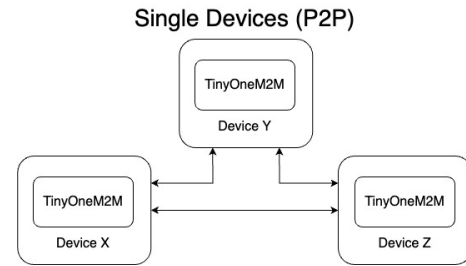 Single Devices (P2P)
TinyOneM2M
Device Y
TinyOneM2M
Device X
TinyOneM2M
Device Z